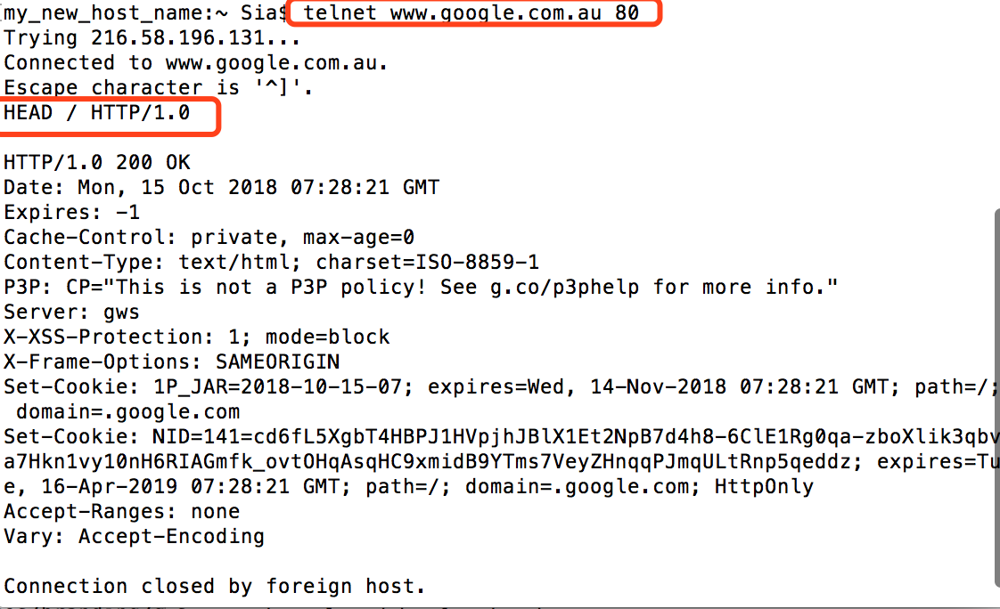 my_new_host_name:~ Sia$ telnet www.google.com.au 80
Trying 216.58.196.131...
Connected to www.google.com.au.
Escape character is '^]'.
HEAD / HTTP/1.0
HTTP/1.0 200 OK
Date: Mon, 15 Oct 2018 07:28:21 GMT
Expires: -1
Cache-Control: private, max-age=0
Content-Type: text/html; charset=ISO-8859-1
P3P: CP="This is not a P3P policy! See g.co/p3phelp for more info."
Server: gws
X-XSS-Protection: 1; mode=block
X-Frame-Options: SAMEORIGIN
Set-Cookie: 1P_JAR=2018-10-15-07; expires=Wed, 14-Nov-2018 07:28:21 GMT; path=/;
domain=.google.com
Set-Cookie: NID=141=cd6fL5XgbT4HBPJ1HVpjhJBlX1Et2NpB7d4h8-6ClE1Rg0qa-zboXlik3qbv
a7Hkn1vy10nH6RIAGmfk_ovtOHqAsqHC9xmidB9YTms7VeyZHnqqPJmqULtRnp5qeddz; expires=Tu
e, 16-Apr-2019 07:28:21 GMT; path=/; domain=.google.com; HttpOnly
Accept-Ranges: none
Vary: Accept-Encoding
Connection closed by foreign host.